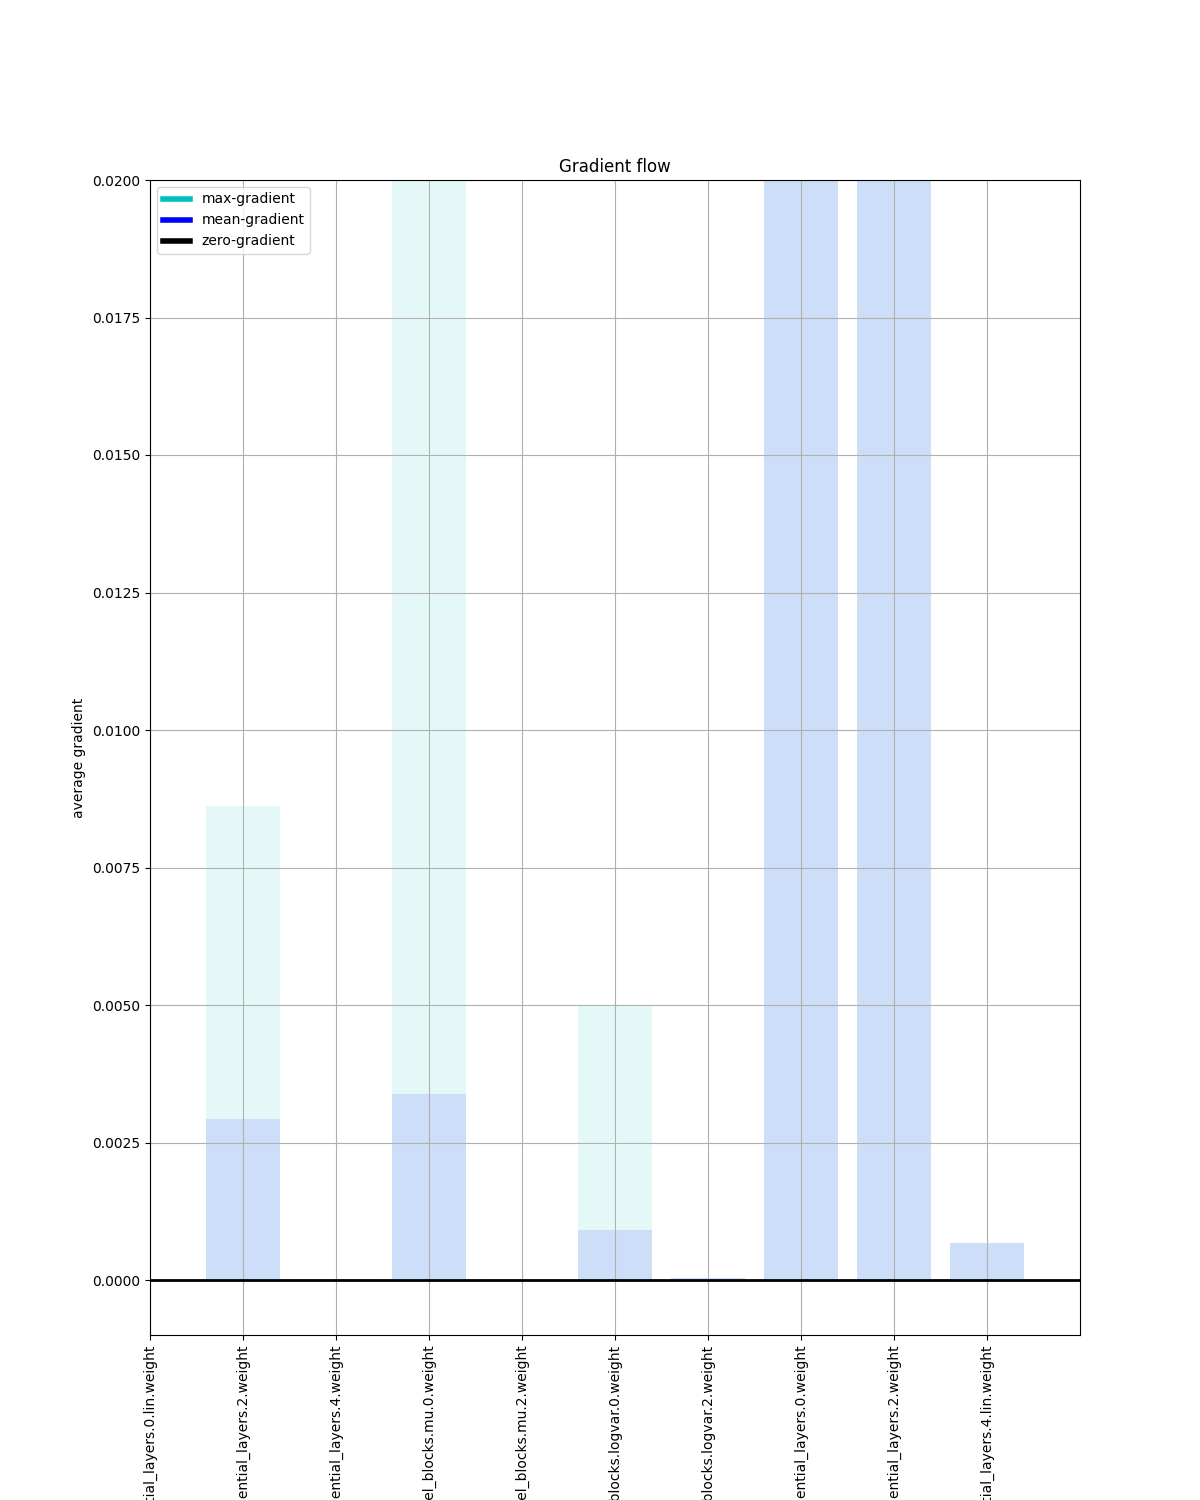 Gradient flow
max-gradient
mean-gradient
zero-gradient
0.0200
0.0175
0.0150
0.0125
0.0100
0.0075
0.0050
0.0025
0.0000
average gradient
tial_layers.0.lin.weight
ential_layers.2.weight
ential_layers.4.weight
el_blocks.mu.0.weight
el_blocks.mu.2.weight
blocks.logvar.0.weight
blocks.logvar.2.weight
ential_layers.0.weight
ential_layers.2.weight
tial_layers.4.lin.weight